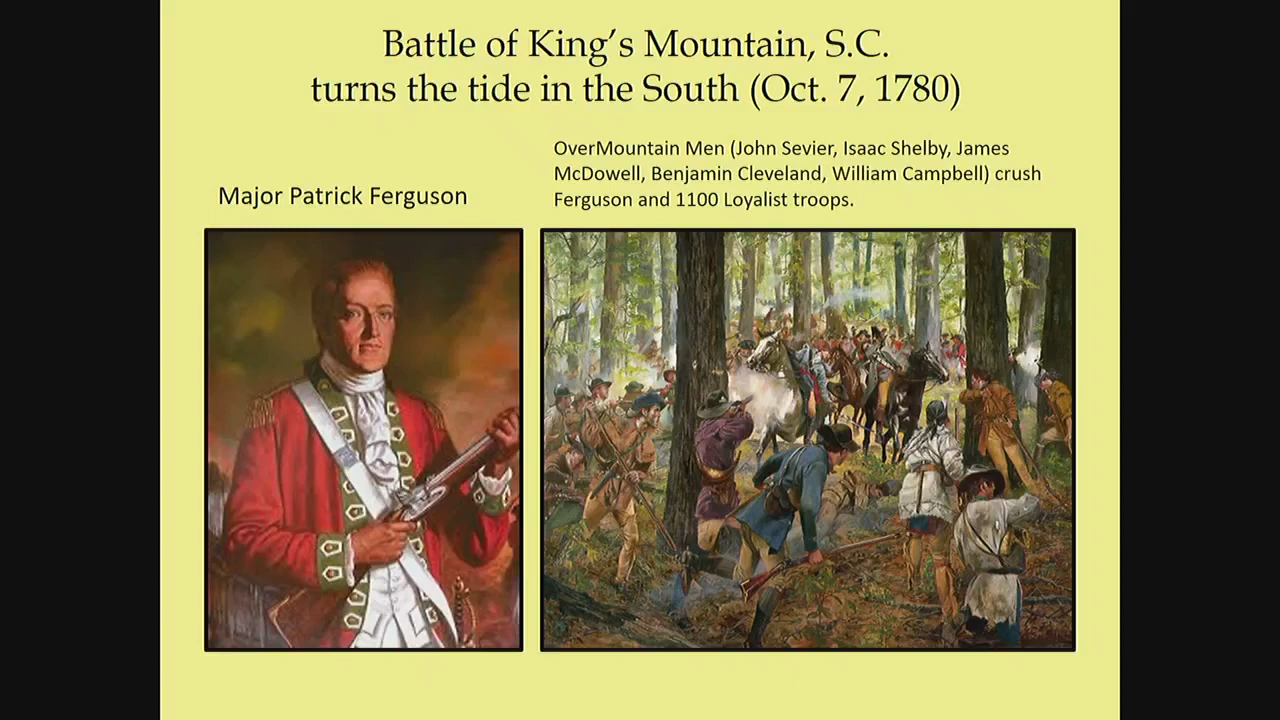 Battle of King's Mountain, S.C.
turns the tide in the South (Oct. 7, 1780)
OverMountain Men (John Sevier, Isaac Shelby, James
McDowell, Benjamin Cleveland, William Campbell) crush
Ferguson and 1100 Loyalist troops.
Major Patrick Ferguson